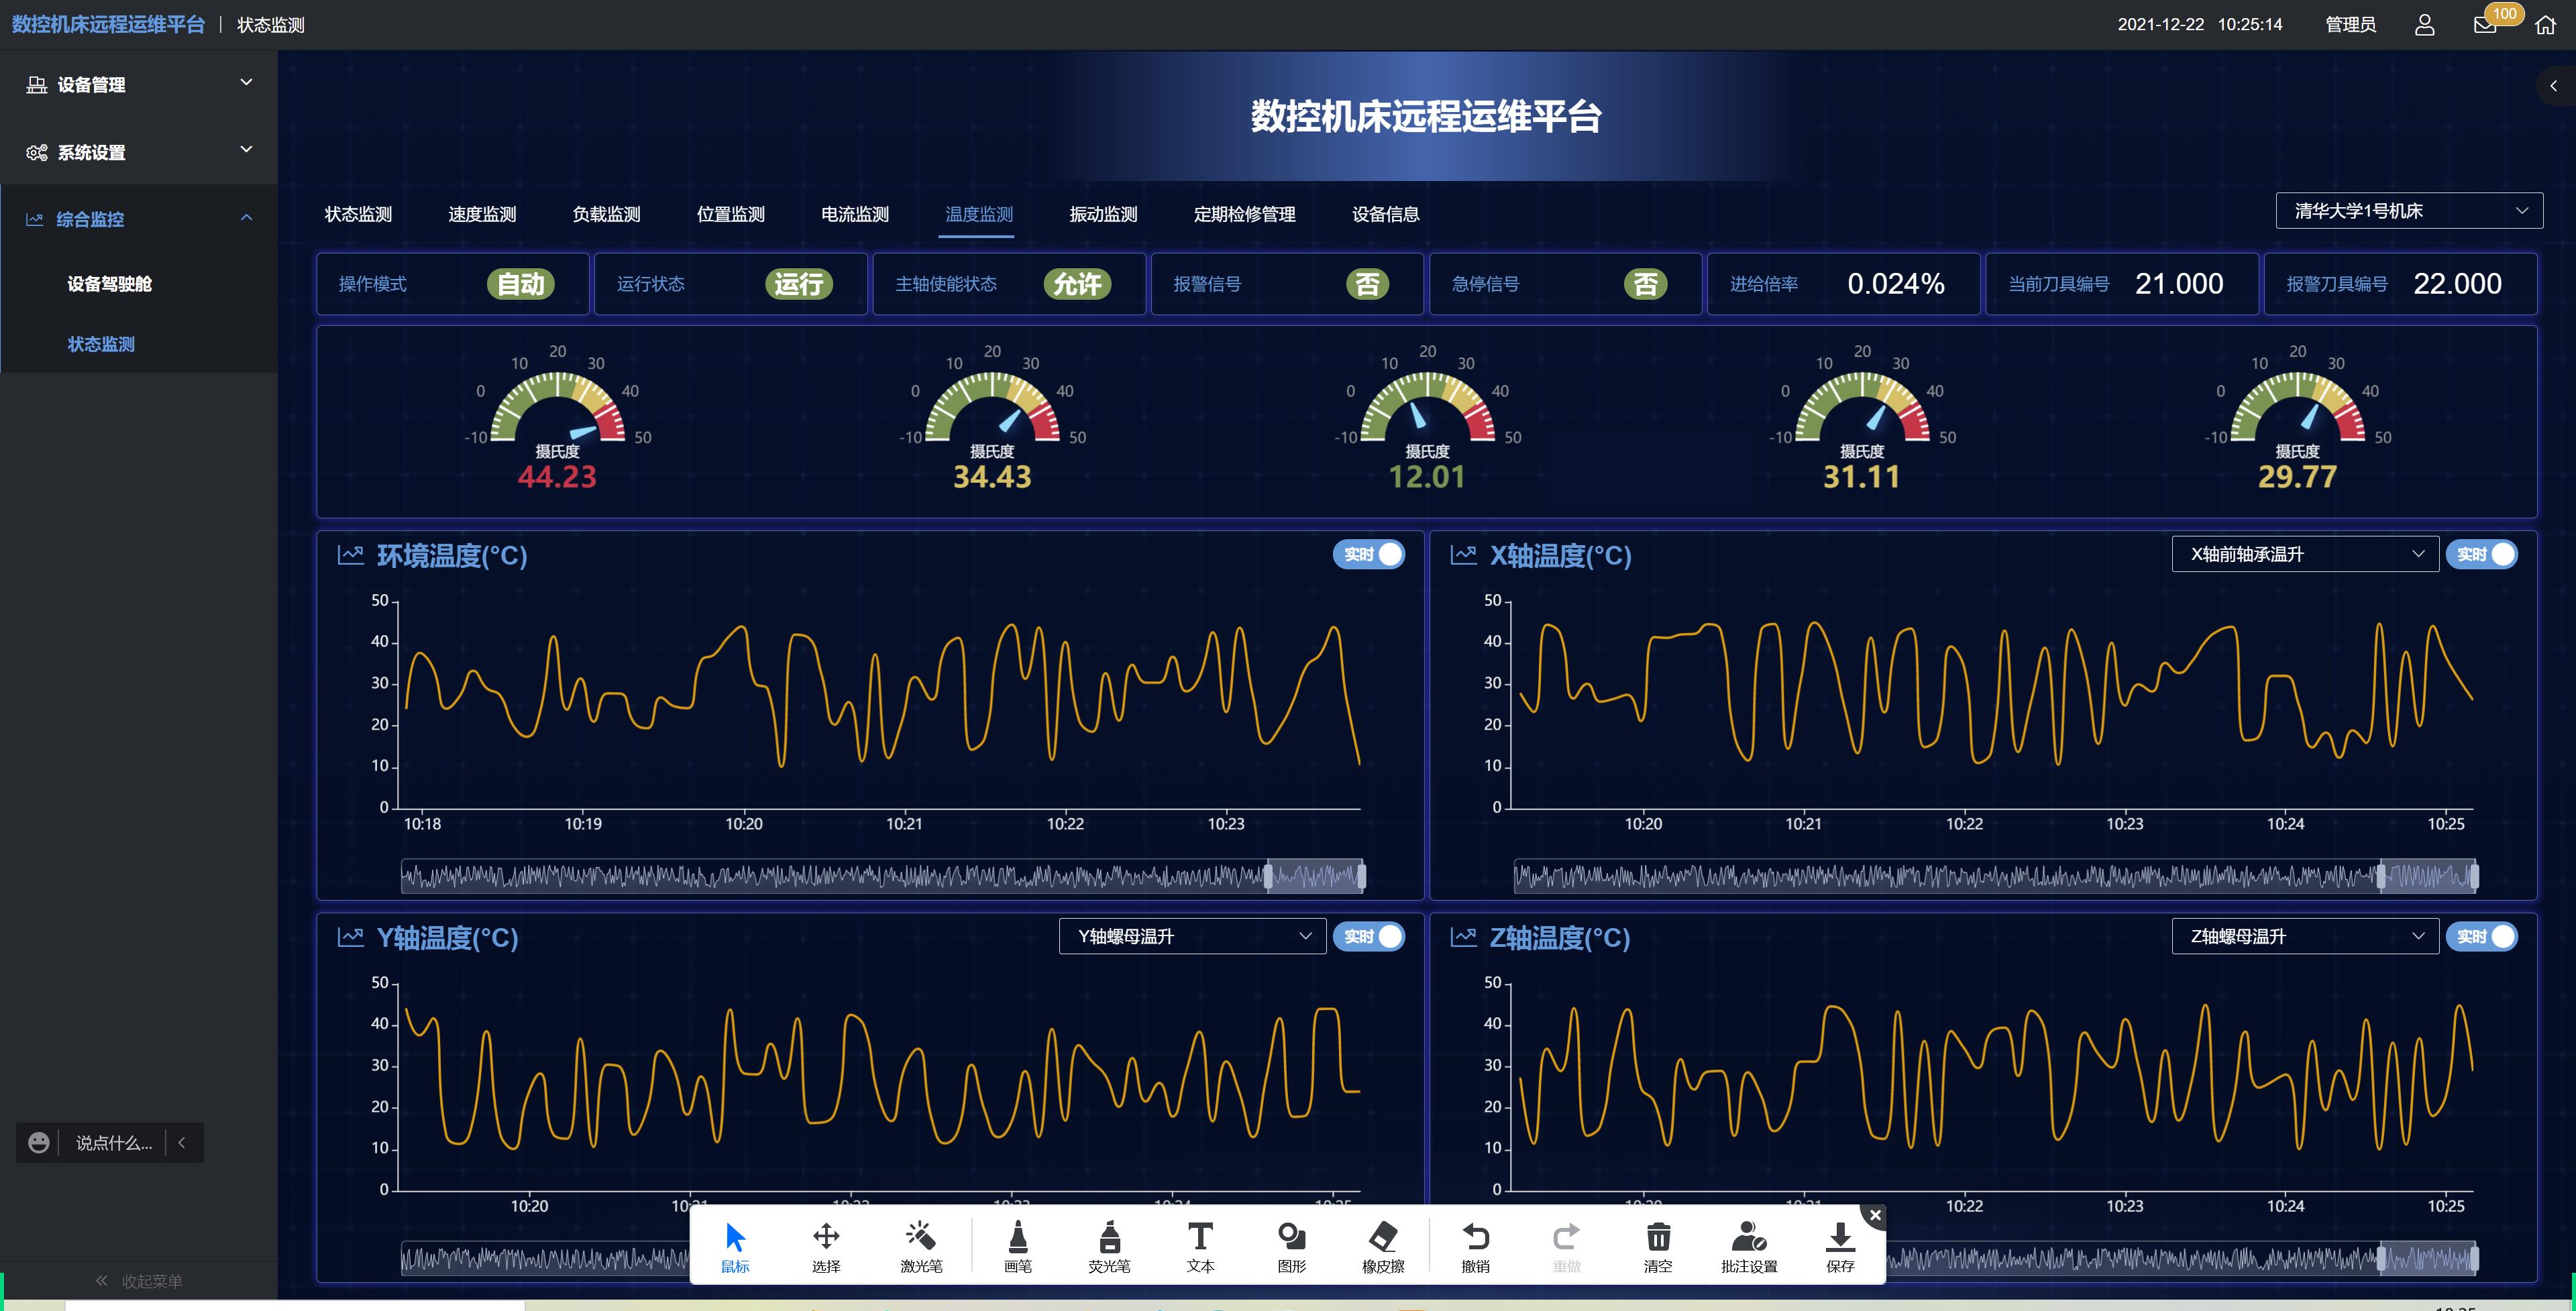 数控机床远程运维平台 | 状态监测
2021-12-22 10:25:14 管理员 100
设备管理
系统设置
综合监控
设备驾驶舱
状态监测
说点什么...
收起菜单
数控机床远程运维平台
状态监测 速度监测 负载监测 位置监测 电流监测 温度监测 振动监测 定期检修管理 设备信息
清华大学1号机床
操作模式 自动 运行状态 运行 主轴使能状态 允许 报警信号 否 急停信号 否 进给倍率 0.024% 当前刀具编号 21.000 报警刀具编号 22.000
-10 0 10 20 30 40 50
摄氏度
44.23
-10 0 10 20 30 40 50
摄氏度
34.43
-10 0 10 20 30 40 50
摄氏度
12.01
-10 0 10 20 30 40 50
摄氏度
31.11
-10 0 10 20 30 40 50
摄氏度
29.77
环境温度(°C) 实时
50
40
30
20
10
0
10:18 10:19 10:20 10:21 10:22 10:23
X轴温度(°C) X轴前轴承温升 实时
50
40
30
20
10
0
10:20 10:21 10:22 10:23 10:24 10:25
Y轴温度(°C) Y轴螺母温升 实时
50
40
30
20
10
0
10:20
Z轴温度(°C) Z轴螺母温升 实时
50
40
30
20
10
0
10:22 10:23 10:24 10:25
鼠标 选择 激光笔 画笔 荧光笔 文本 图形 橡皮擦 撤销 重做 清空 批注设置 保存